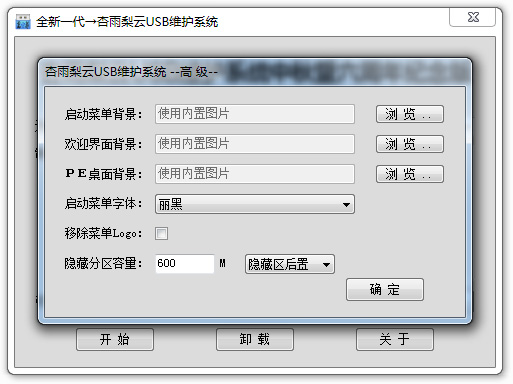 全新一代→杏雨梨云USB维护系统
杏雨梨云USB维护系统 --高 级--
启动菜单背景： 使用内置图片 浏 览 ..
欢迎界面背景： 使用内置图片 浏 览 ..
ＰＥ桌面背景： 使用内置图片 浏 览 ..
启动菜单字体： 丽黑
移除菜单Logo：
隐藏分区容量： 600 M 隐藏区后置
确 定
开 始 卸 载 关 于